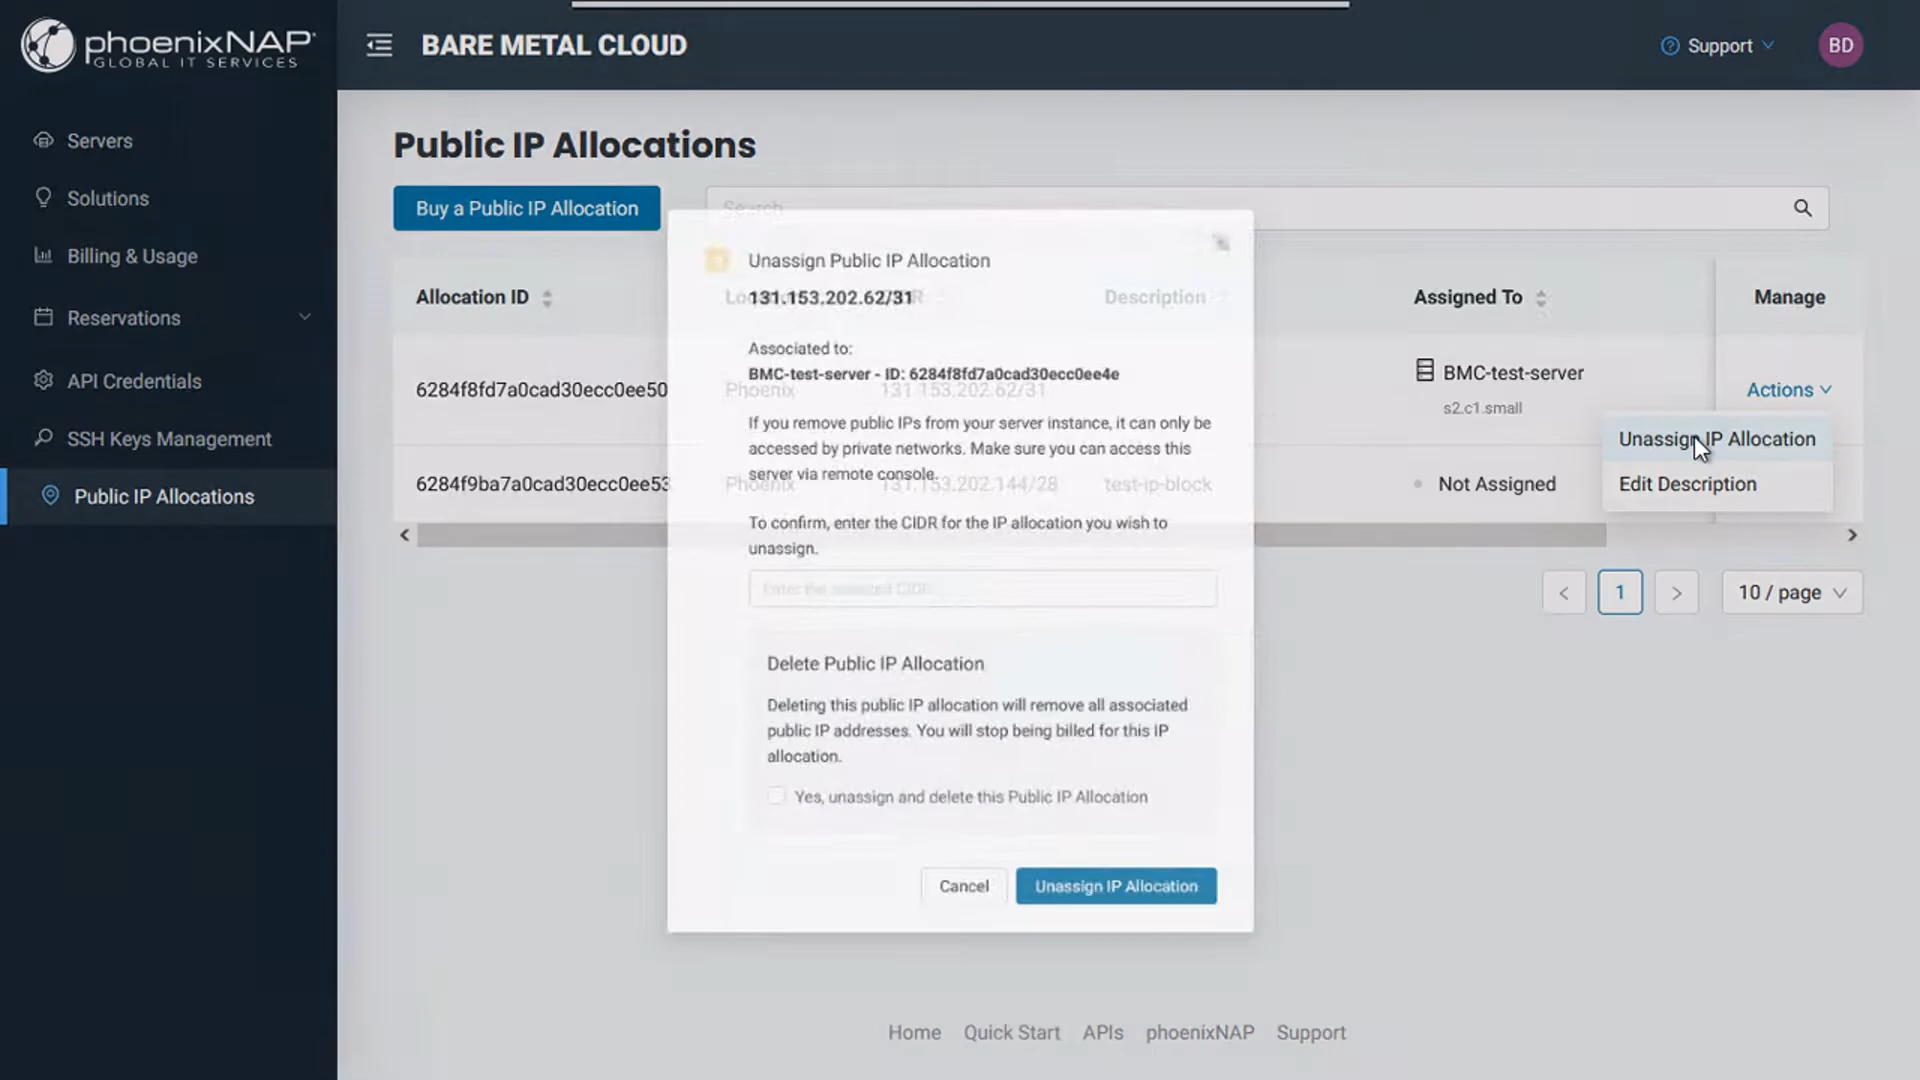 phoenixNAP
GLOBAL IT SERVICES
BARE METAL CLOUD
Support
BD
Servers
Solutions
Billing & Usage
Reservations
API Credentials
SSH Keys Management
Public IP Allocations
Public IP Allocations
Buy a Public IP Allocation
Search
Allocation ID
Description
Assigned To
Manage
6284f8fd7a0cad30ecc0ee50
Phoenix
131.153.202.62/31
BMC-test-server
s2.c1.small
Actions
Unassign IP Allocation
Edit Description
6284f9ba7a0cad30ecc0ee53
Phoenix
131.153.202.144/28
test-ip-block
Not Assigned
1
10 / page
Unassign Public IP Allocation
131.153.202.62/31
Associated to:
BMC-test-server - ID: 6284f8fd7a0cad30ecc0ee4e
If you remove public IPs from your server instance, it can only be
accessed by private networks. Make sure you can access this
server via remote console.
To confirm, enter the CIDR for the IP allocation you wish to
unassign.
Delete Public IP Allocation
Deleting this public IP allocation will remove all associated
public IP addresses. You will stop being billed for this IP
allocation.
Yes, unassign and delete this Public IP Allocation
Cancel
Unassign IP Allocation
Home
Quick Start
APIs
phoenixNAP
Support